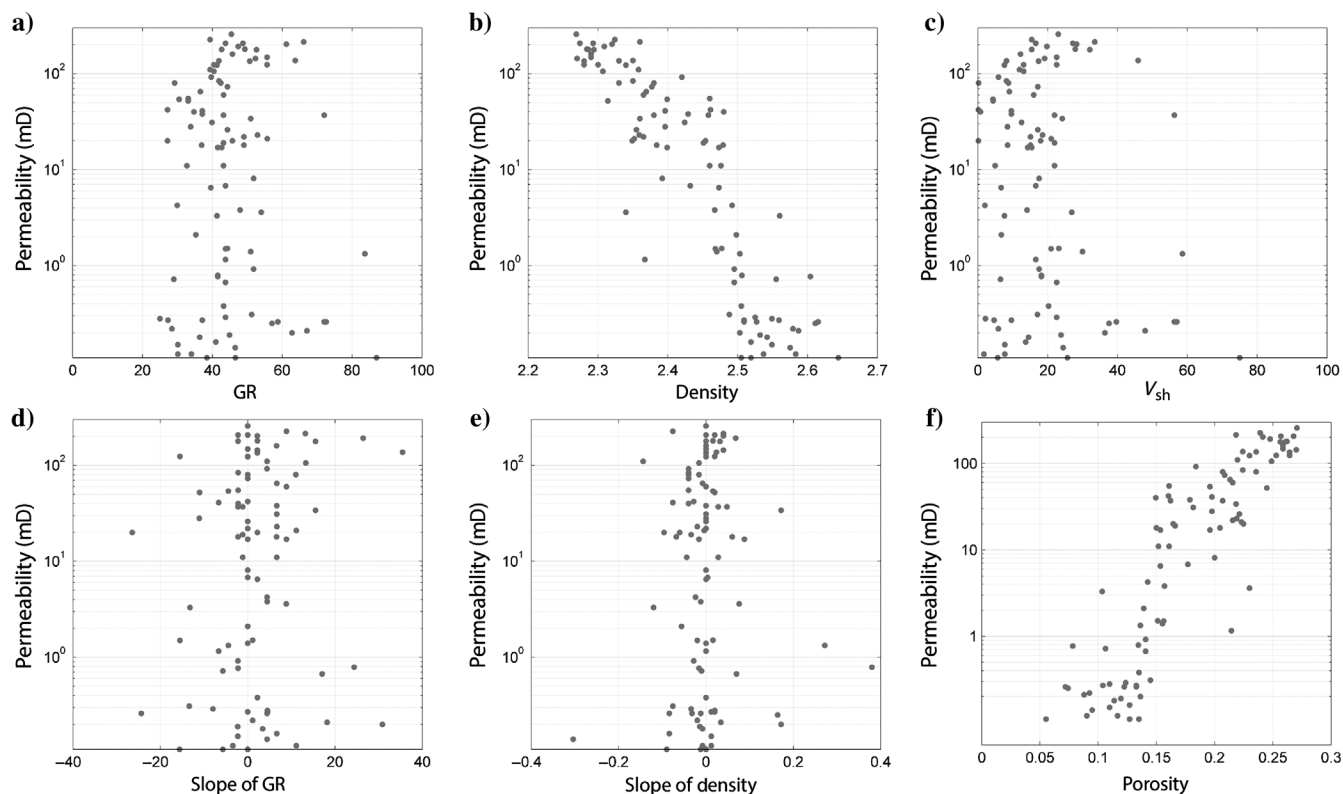 a)
Permeability (mD)
10²
10¹
10⁰
0 20 40 60 80 100
GR
b)
Permeability (mD)
10²
10¹
10⁰
2.2 2.3 2.4 2.5 2.6 2.7
Density
c)
Permeability (mD)
10²
10¹
10⁰
0 20 40 60 80 100
Vsh
d)
Permeability (mD)
10²
10¹
10⁰
–40 –20 0 20 40
Slope of GR
e)
Permeability (mD)
10²
10¹
10⁰
–0.4 –0.2 0 0.2 0.4
Slope of density
f)
Permeability (mD)
100
10
1
0 0.05 0.1 0.15 0.2 0.25 0.3
Porosity